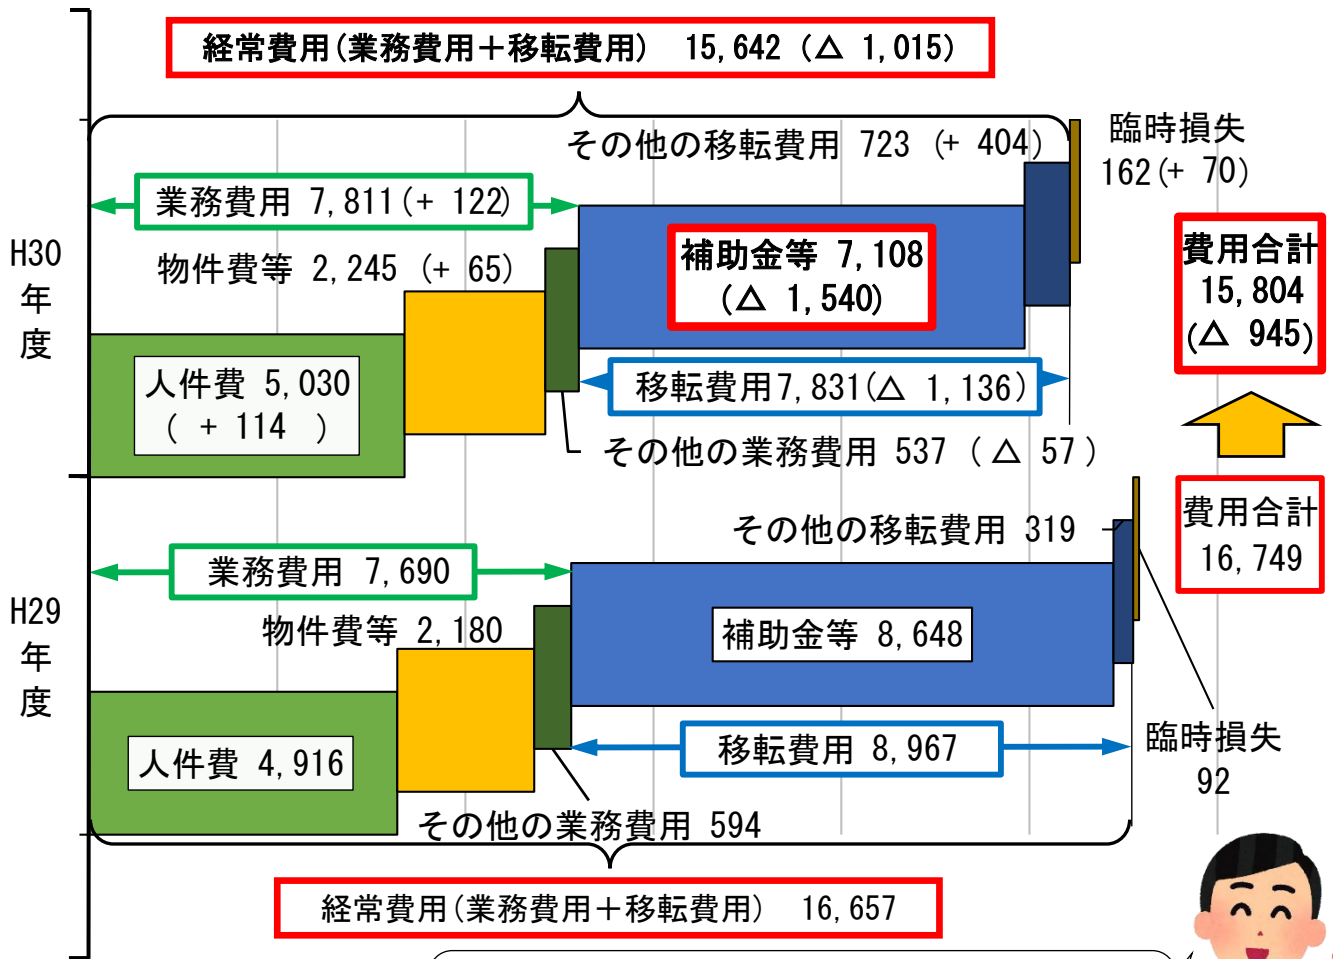 経常費用(業務費用＋移転費用) 15,642 (△ 1,015)
その他の移転費用 723 (+ 404)
臨時損失
162(+ 70)
業務費用 7,811(+ 122)
H30
年
度
物件費等 2,245 (+ 65)
補助金等 7,108
(△ 1,540)
費用合計
15,804
(△ 945)
人件費 5,030
( + 114 )
移転費用7,831(△ 1,136)
その他の業務費用 537 (△ 57)
その他の移転費用 319
費用合計
16,749
業務費用 7,690
H29
年
度
物件費等 2,180
補助金等 8,648
人件費 4,916
移転費用 8,967
臨時損失
92
その他の業務費用 594
経常費用(業務費用＋移転費用) 16,657